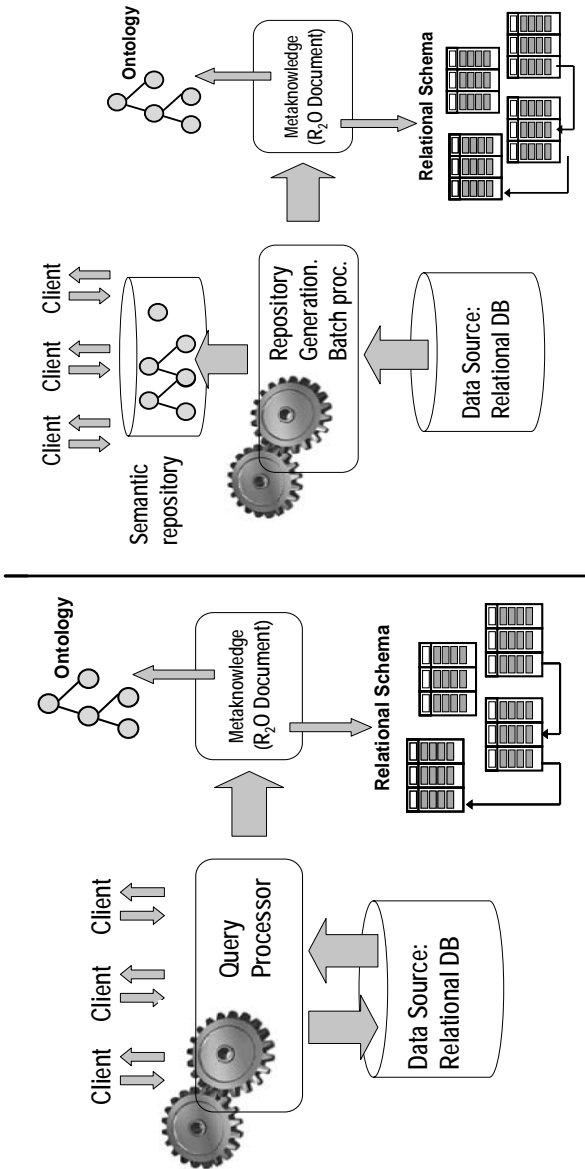 Client
Client
Client
Query
Processor
Data Source:
Relational DB
Ontology
Metaknowledge
(R2O Document)
Relational Schema
Client
Client
Client
Semantic
repository
Repository
Generation.
Batch proc.
Data Source:
Relational DB
Ontology
Metaknowledge
(R2O Document)
Relational Schema